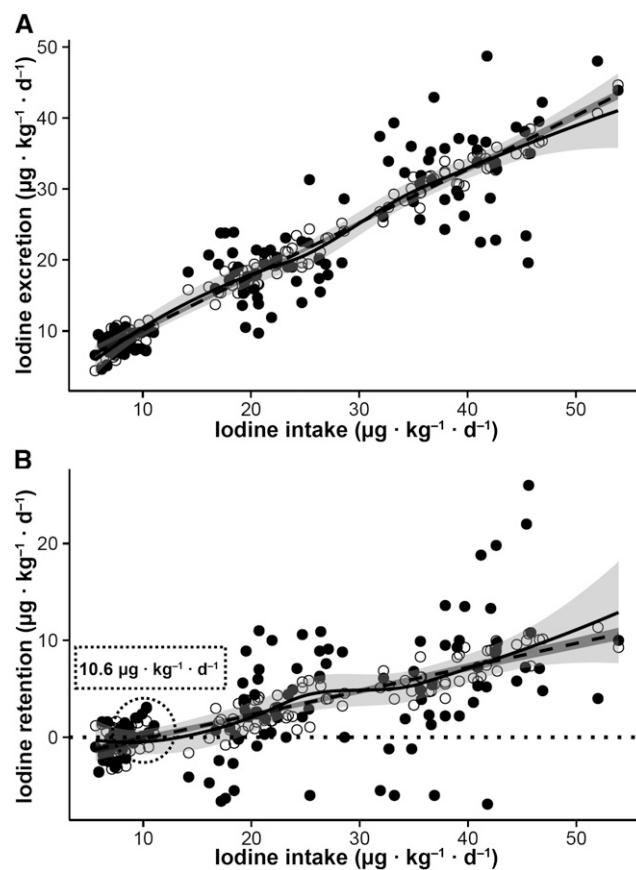 A
50
40
30
20
10
Iodine excretion (µg · kg⁻¹ · d⁻¹)
10 20 30 40 50
Iodine intake (µg · kg⁻¹ · d⁻¹)
B
20
10
0
Iodine retention (µg · kg⁻¹ · d⁻¹)
10.6 µg · kg⁻¹ · d⁻¹
10 20 30 40 50
Iodine intake (µg · kg⁻¹ · d⁻¹)